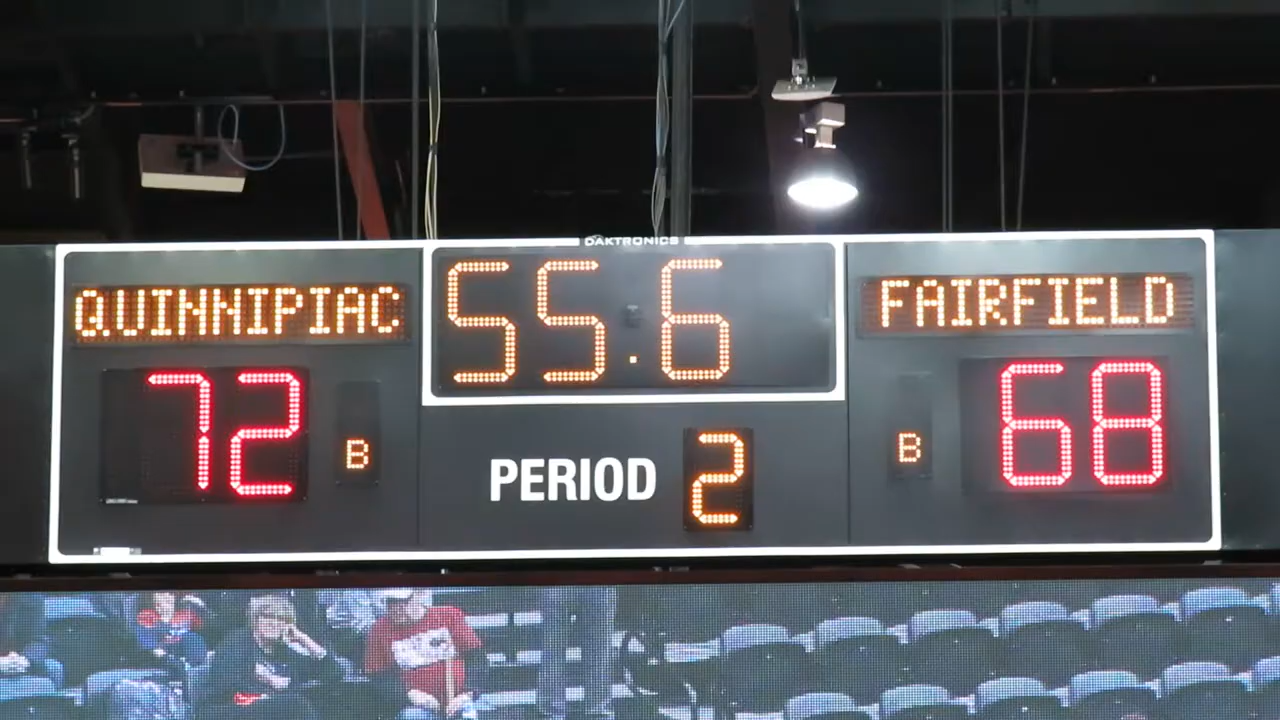 DAKTRONICS
QUINNIPIAC
55.6
FAIRFIELD
72
B
B
68
PERIOD 2